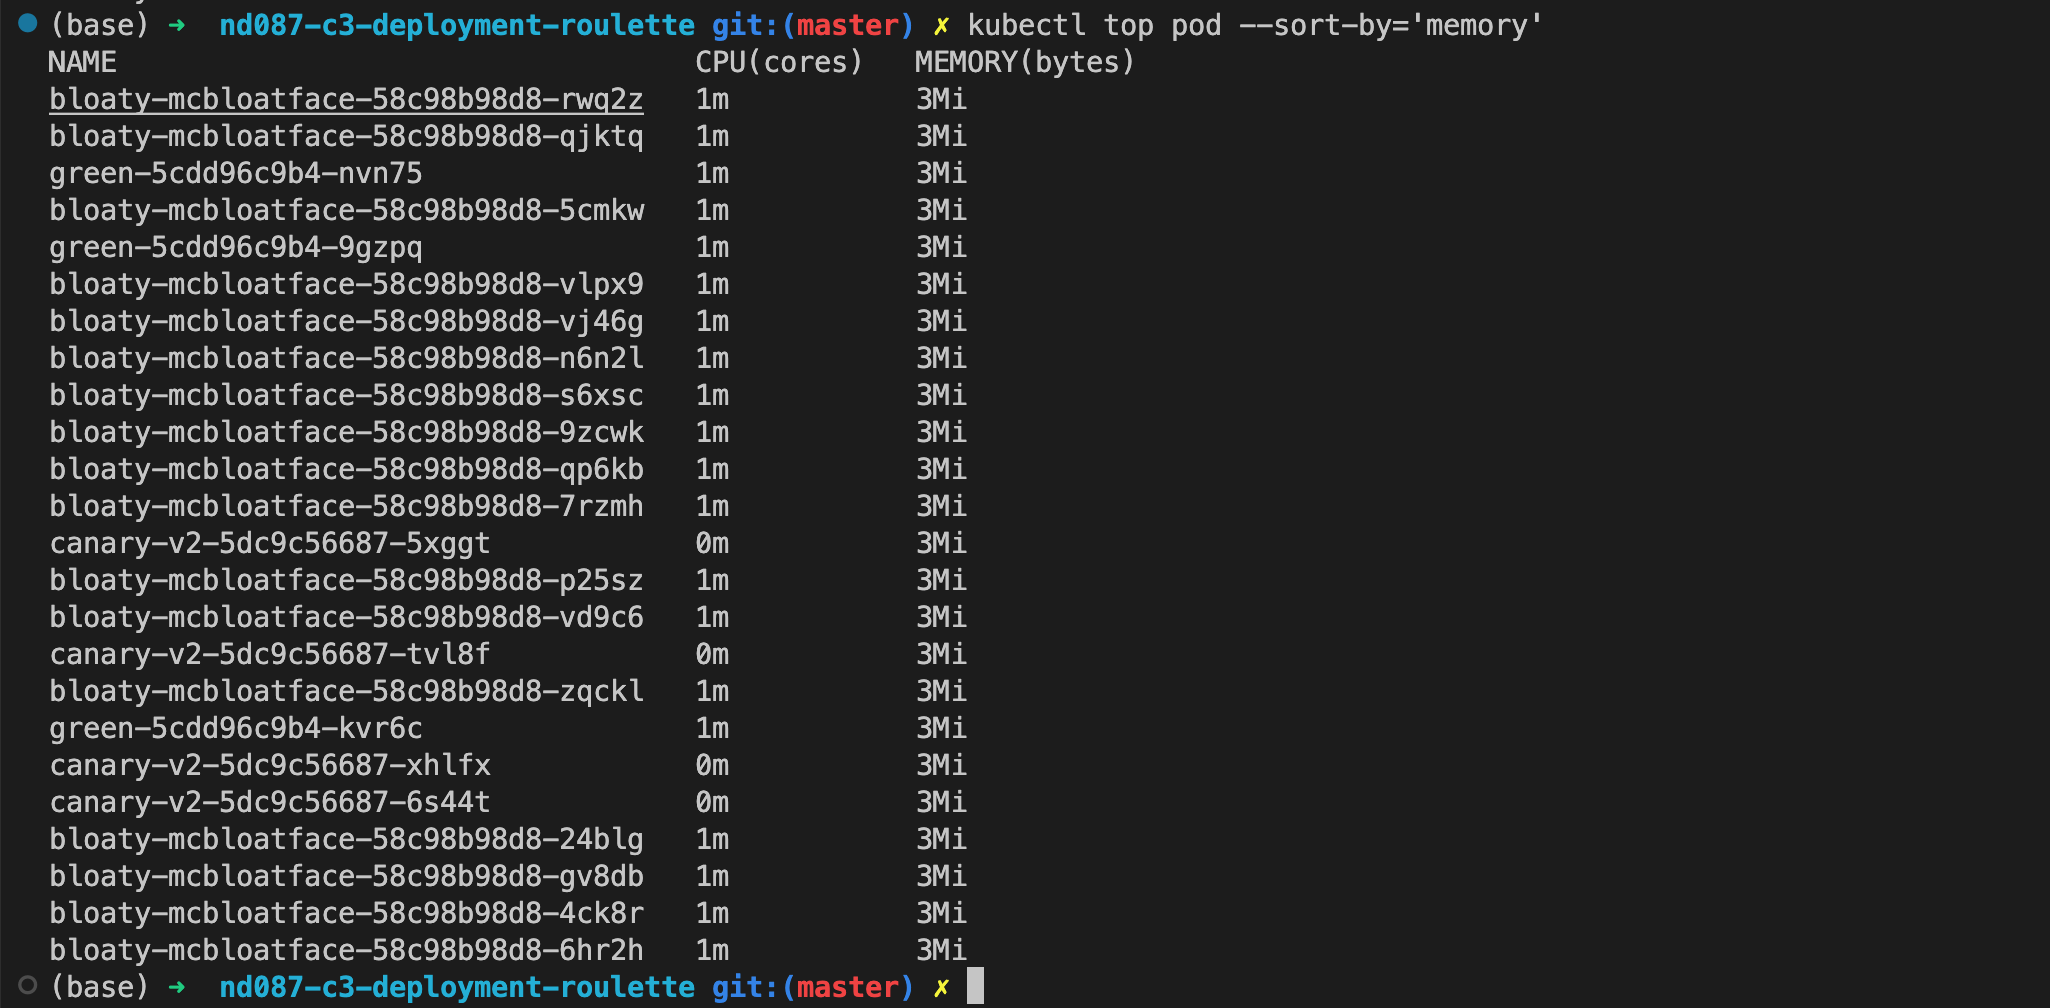 (base) ➜  nd087-c3-deployment-roulette git:(master) ✗ kubectl top pod --sort-by='memory'
NAME                                  CPU(cores)   MEMORY(bytes)
bloaty-mcbloatface-58c98b98d8-rwq2z   1m           3Mi
bloaty-mcbloatface-58c98b98d8-qjktq   1m           3Mi
green-5cdd96c9b4-nvn75                1m           3Mi
bloaty-mcbloatface-58c98b98d8-5cmkw   1m           3Mi
green-5cdd96c9b4-9gzpq                1m           3Mi
bloaty-mcbloatface-58c98b98d8-vlpx9   1m           3Mi
bloaty-mcbloatface-58c98b98d8-vj46g   1m           3Mi
bloaty-mcbloatface-58c98b98d8-n6n2l   1m           3Mi
bloaty-mcbloatface-58c98b98d8-s6xsc   1m           3Mi
bloaty-mcbloatface-58c98b98d8-9zcwk   1m           3Mi
bloaty-mcbloatface-58c98b98d8-qp6kb   1m           3Mi
bloaty-mcbloatface-58c98b98d8-7rzmh   1m           3Mi
canary-v2-5dc9c56687-5xggt            0m           3Mi
bloaty-mcbloatface-58c98b98d8-p25sz   1m           3Mi
bloaty-mcbloatface-58c98b98d8-vd9c6   1m           3Mi
canary-v2-5dc9c56687-tvl8f            0m           3Mi
bloaty-mcbloatface-58c98b98d8-zqckl   1m           3Mi
green-5cdd96c9b4-kvr6c                1m           3Mi
canary-v2-5dc9c56687-xhlfx            0m           3Mi
canary-v2-5dc9c56687-6s44t            0m           3Mi
bloaty-mcbloatface-58c98b98d8-24blg   1m           3Mi
bloaty-mcbloatface-58c98b98d8-gv8db   1m           3Mi
bloaty-mcbloatface-58c98b98d8-4ck8r   1m           3Mi
bloaty-mcbloatface-58c98b98d8-6hr2h   1m           3Mi
(base) ➜  nd087-c3-deployment-roulette git:(master) ✗